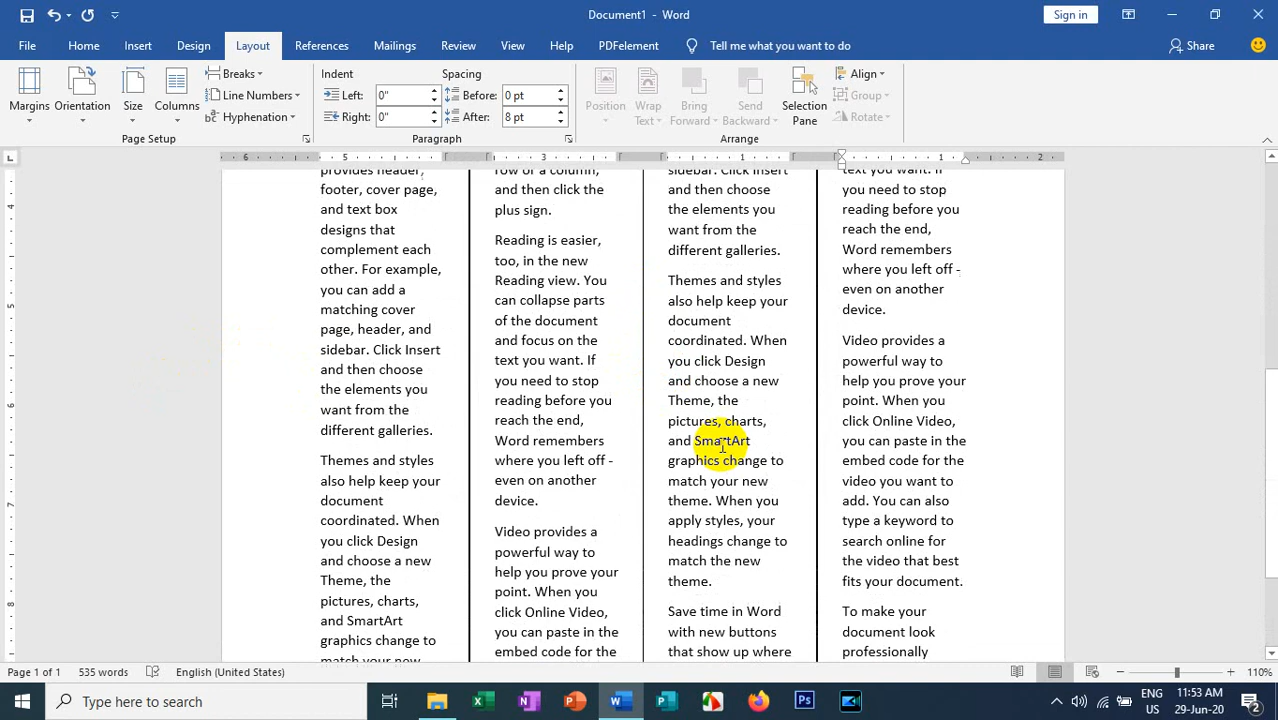 Document1 - Word
Sign in
File Home Insert Design Layout References Mailings Review View Help PDFelement Tell me what you want to do Share
Margins
Orientation
Size
Columns
Breaks
Line Numbers
Hyphenation
Page Setup
Indent
Left: 0"
Right: 0"
Spacing
Before: 0 pt
After: 8 pt
Paragraph
Position
Wrap
Text
Bring
Forward
Send
Backward
Selection
Pane
Align
Group
Rotate
Arrange
6 5 3 1 1 2
4
5
6
7
8
provides header,
footer, cover page,
and text box
designs that
complement each
other. For example,
you can add a
matching cover
page, header, and
sidebar. Click Insert
and then choose
the elements you
want from the
different galleries.
Themes and styles
also help keep your
document
coordinated. When
you click Design
and choose a new
Theme, the
pictures, charts,
and SmartArt
graphics change to
match your new
row or a column,
and then click the
plus sign.
Reading is easier,
too, in the new
Reading view. You
can collapse parts
of the document
and focus on the
text you want. If
you need to stop
reading before you
reach the end,
Word remembers
where you left off -
even on another
device.
Video provides a
powerful way to
help you prove your
point. When you
click Online Video,
you can paste in the
embed code for the
sidebar. Click Insert
and then choose
the elements you
want from the
different galleries.
Themes and styles
also help keep your
document
coordinated. When
you click Design
and choose a new
Theme, the
pictures, charts,
and SmartArt
graphics change to
match your new
theme. When you
apply styles, your
headings change to
match the new
theme.
Save time in Word
with new buttons
that show up where
text you want. If
you need to stop
reading before you
reach the end,
Word remembers
where you left off -
even on another
device.
Video provides a
powerful way to
help you prove your
point. When you
click Online Video,
you can paste in the
embed code for the
video you want to
add. You can also
type a keyword to
search online for
the video that best
fits your document.
To make your
document look
professionally
Page 1 of 1 535 words English (United States) 110%
Type here to search
ENG
US
11:53 AM
29-Jun-20
2